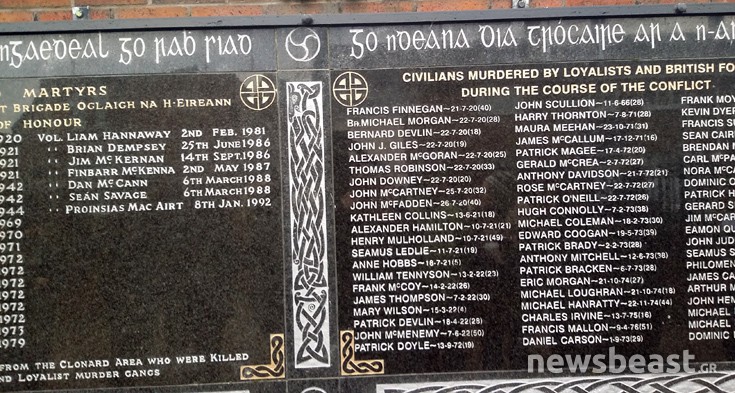 ngaedeal go rab riad
MARTYRS
BRIGADE OGLAIGH NA H-EIREANN
OF HONOUR
920 VOL. LIAM HANNAWAY 2ND FEB. 1981
921 '' BRIAN DEMPSEY 25TH JUNE 1986
921 '' JIM MCKERNAN 14TH SEPT. 1986
921 '' FINBARR MCKENNA 2ND MAY 1987
942 '' DAN MCCANN 6TH MARCH 1988
942 '' SEÁN SAVAGE 6TH MARCH 1988
944 '' PROINSIAS MAC AIRT 8TH JAN. 1992
969
970
971
972
972
972
972
972
972
973
979
FROM THE CLONARD AREA WHO WERE KILLED
ND LOYALIST MURDER GANGS
go ndeana dia trócaire ar a n-an
CIVILIANS MURDERED BY LOYALISTS AND BRITISH FO
DURING THE COURSE OF THE CONFLICT
FRANCIS FINNEGAN~21-7-20(40)
BR. MICHAEL MORGAN~22-7-20(28)
BERNARD DEVLIN~22-7-20(18)
JOHN J. GILES~22-7-20(19)
ALEXANDER MCGORAN~22-7-20(25)
THOMAS ROBINSON~22-7-20(33)
JOHN DOWNEY~22-7-20(20)
JOHN MCCARTNEY~25-7-20(32)
JOHN MCFADDEN~26-7-20(40)
KATHLEEN COLLINS~13-6-21(18)
ALEXANDER HAMILTON~10-7-21(21)
HENRY MULHOLLAND~10-7-21(49)
SEAMUS LEDLIE~11-7-21(19)
ANNE HOBBS~18-7-21(5)
WILLIAM TENNYSON~13-2-22(23)
FRANK MCCOY~14-2-22(26)
JAMES THOMPSON~7-2-22(30)
MARY WILSON~15-3-22(4)
PATRICK DEVLIN~18-4-22(28)
JOHN MCMENEMY~7-6-22(50)
PATRICK DOYLE~13-9-72(19)
JOHN SCULLION~11-6-66(28)
HARRY THORNTON~7-8-71(28)
MAURA MEEHAN~23-10-71(31)
JAMES MCCALLUM~17-12-71(16)
PATRICK MAGEE~17-4-72(20)
GERALD MCCREA~2-7-72(27)
ANTHONY DAVIDSON~21-7-72(21)
ROSE MCCARTNEY~22-7-72(27)
PATRICK O'NEILL~22-7-72(26)
HUGH CONNOLLY~7-2-73(38)
MICHAEL COLEMAN~18-2-73(30)
EDWARD COOGAN~19-5-73(39)
PATRICK BRADY~2-2-73(28)
ANTHONY MITCHELL~12-6-73(38)
PATRICK BRACKEN~6-7-73(28)
ERIC MORGAN~21-10-74(27)
MICHAEL LOUGHRAN~21-10-74(18)
MICHAEL HANRATTY~22-11-74(44)
CHARLES IRVINE~13-7-75(16)
FRANCIS MALLON~9-4-76(51)
DANIEL CARSON~1-9-73(29)
FRANK MOY
KEVIN DYER
FRANCIS S
SEAN CAIR
BRENDAN M
CARL MCPA
NORA MC
DOMINIC C
PATRICK H
GERARD S
JIM MCCAR
EAMON QU
JOHN JUD
SEAMUS S
PHILOMEN
JAMES CA
ARTHUR M
JOHN HEN
MICHAEL
MICHAEL D
DOMINIC
newsbeast.GR